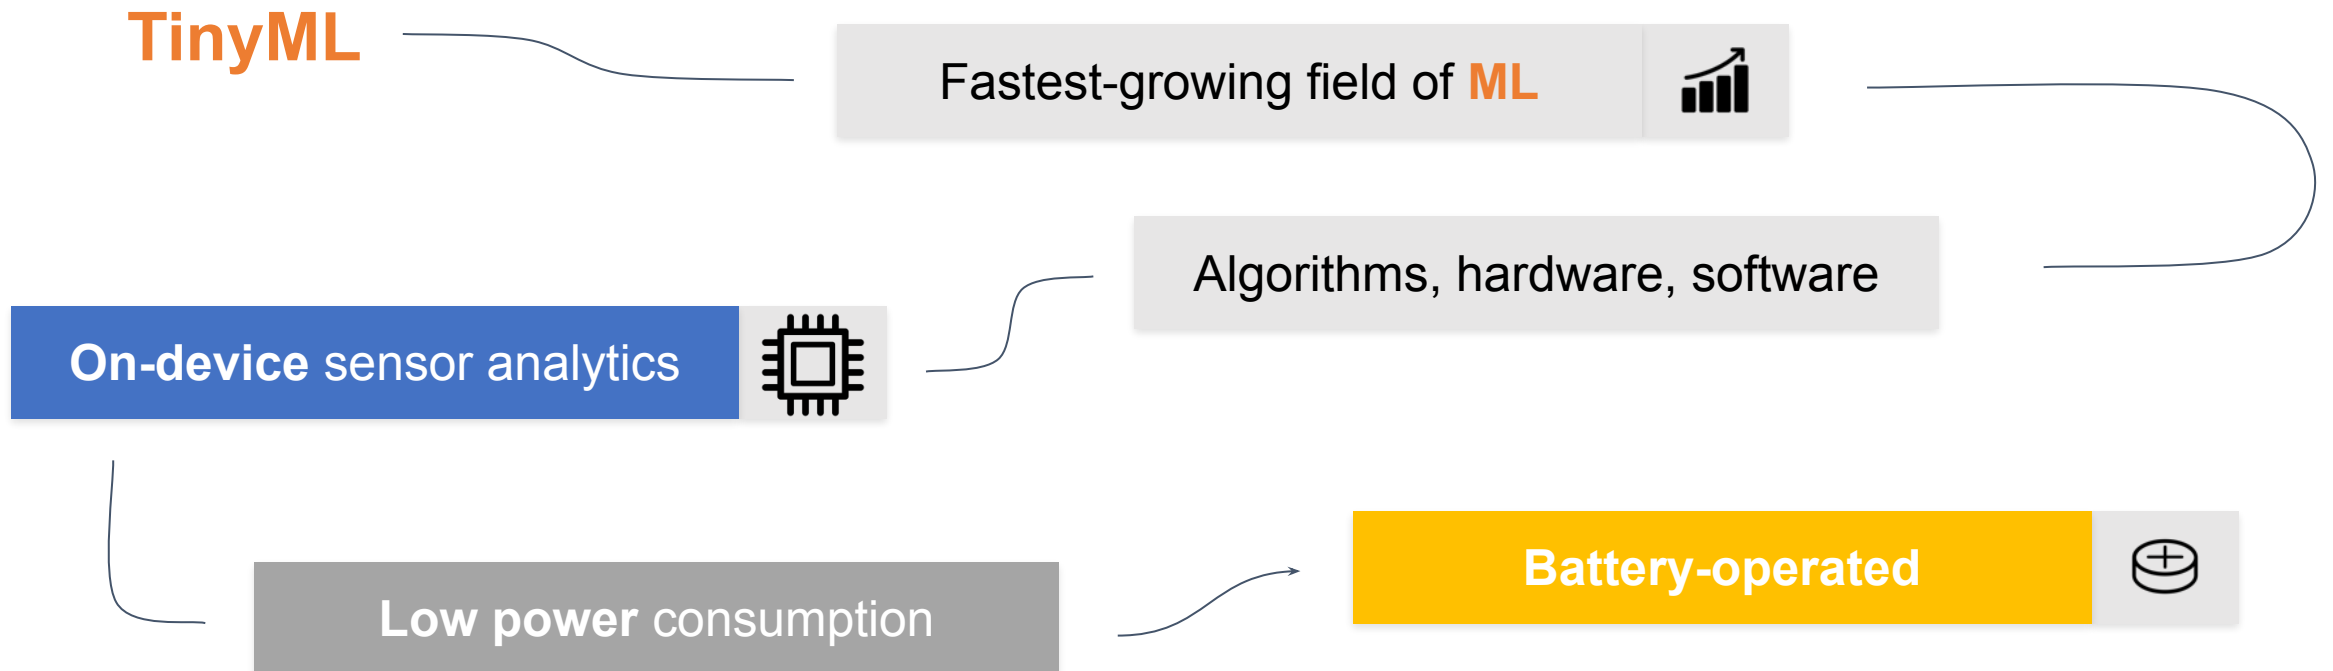 TinyML
Fastest-growing field of ML
Algorithms, hardware, software
On-device sensor analytics
Low power consumption
Battery-operated